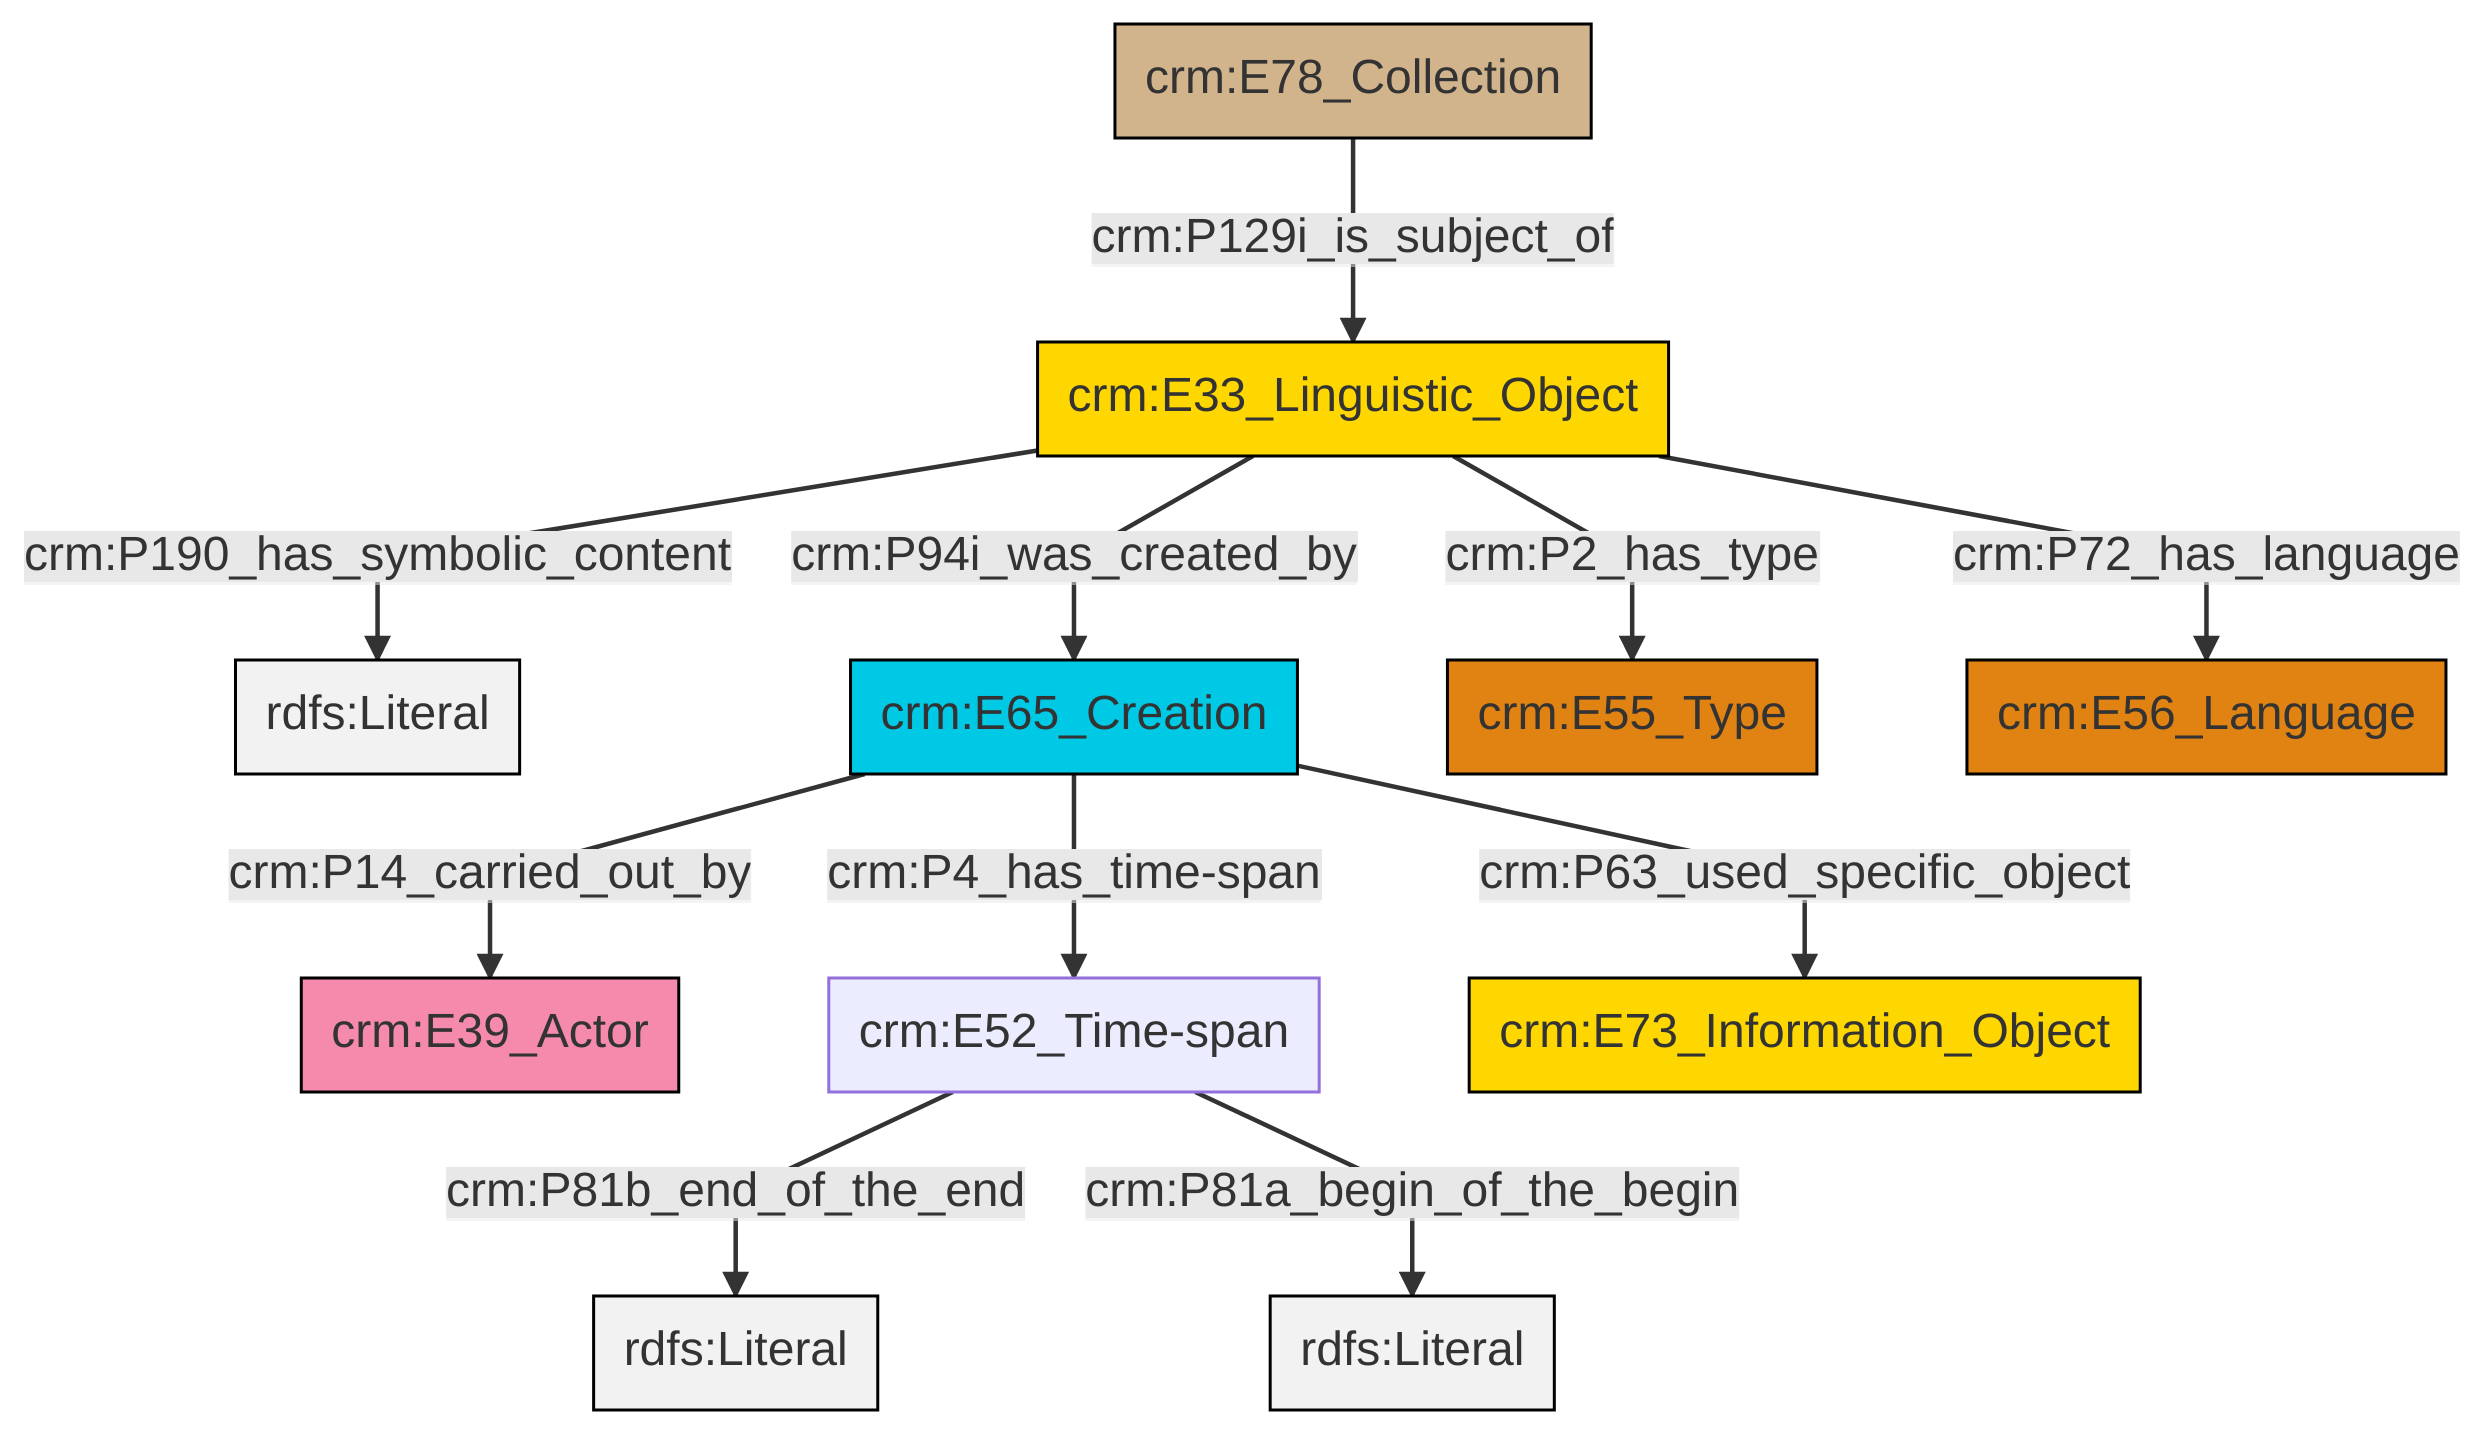 crm:E78_Collection
crm:P129i_is_subject_of
crm:E33_Linguistic_Object
crm:P190_has_symbolic_content
crm:P94i_was_created_by
crm:P2_has_type
crm:P72_has_language
rdfs:Literal
crm:E65_Creation
crm:E55_Type
crm:E56_Language
crm:P14_carried_out_by
crm:P4_has_time-span
crm:P63_used_specific_object
crm:E39_Actor
crm:E52_Time-span
crm:E73_Information_Object
crm:P81b_end_of_the_end
crm:P81a_begin_of_the_begin
rdfs:Literal
rdfs:Literal